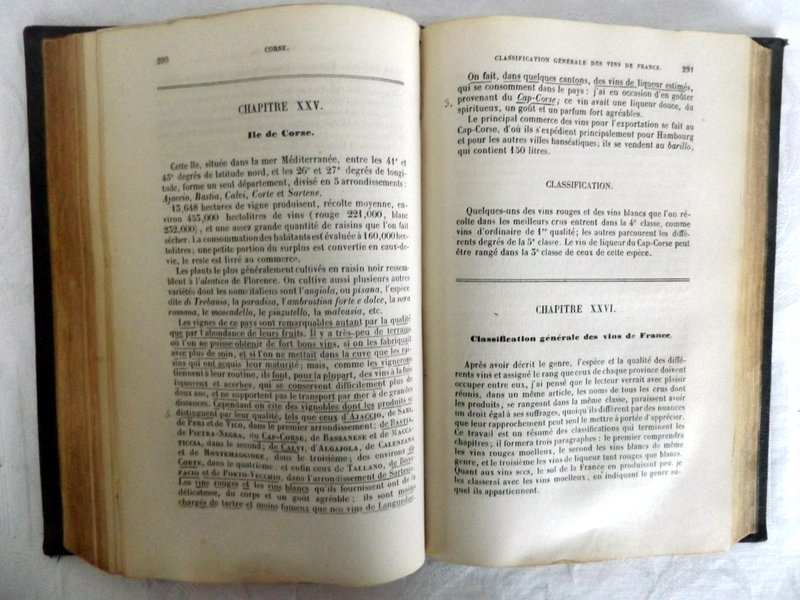 390
CORSE.
CHAPITRE XXV.
Ile de Corse.
Cette île, située dans la mer Méditerranée, entre les 41e et
43e degrés de latitude nord, et les 26e et 27e degrés de longi-
tude, forme un seul département, divisé en 5 arrondissements :
Ajaccio, Bastia, Calvi, Corte et Sartène.
15,648 hectares de vigne produisent, récolte moyenne, en-
viron 455,000 hectolitres de vins (rouge 221,000, blanc
252,000), et une assez grande quantité de raisins que l'on fait
sécher. La consommation des habitants est évaluée à 160,000 hec-
tolitres; une petite portion du surplus est convertie en eaux-de-
vie, le reste est livré au commerce.
Les plants le plus généralement cultivés en raisin noir ressem-
blent à l'aleatico de Florence. On cultive aussi plusieurs autres
variétés dont les noms italiens sont l'angiola, ou pisana, l'espèce
dite di Trebanio, la paradisa, l'ambrostina forte e dolce, la nera
romana, le moscadello, le pinzutello, la malvasia, etc.
Les vignes de ce pays sont remarquables autant par la qualité
que par l'abondance de leurs fruits. Il y a très-peu de terrains
où l'on ne puisse obtenir de fort bons vins, si on les fabriquait
avec plus de soin, et si l'on ne mettait dans la cuve que les rai-
sins qui ont acquis leur maturité; mais, comme les vignerons
tiennent à leur routine, ils font, pour la plupart, des vins à la fois
liquoreux et acerbes, qui se conservent difficilement plus de
deux ans, et ne supportent pas le transport par mer à de grandes
distances. Cependant on cite des vignobles dont les produits se
distinguent par leur qualité, tels que ceux d'AJACCIO, de SARI,
de PERI et de VICO, dans le premier arrondissement; de BASTIA,
de PIETRA-NEGRA, du CAP-CORSE, de BASSANESE et de MACCA-
TICCIA, dans le second; de CALVI, d'ALGAJOLA, de CALENZANA
et de MONTEMAGGIORE, dans le troisième; des environs de
CORTE, dans le quatrième: et enfin ceux de TALLANO, de BONI-
FACIO et de PORTO-VECCHIO, dans l'arrondissement de Sartène.
Les vins rouges et les vins blancs qu'ils fournissent ont de la
délicatesse, du corps et un goût agréable; ils sont moins
chargés de tartre et moins fumeux que nos vins de Langue
CLASSIFICATION GÉNÉRALE DES VINS DE FRANCE.
291
On fait, dans quelques cantons, des vins de liqueur estimés,
qui se consomment dans le pays : j'ai eu occasion d'en goûter
provenant du Cap-Corse; ce vin avait une liqueur douce, du
spiritueux, un goût et un parfum fort agréables.
Le principal commerce des vins pour l'exportation se fait au
Cap-Corse, d'où ils s'expédient principalement pour Hambourg
et pour les autres villes hanséatiques; ils se vendent au barillo,
qui contient 150 litres.
CLASSIFICATION.
Quelques-uns des vins rouges et des vins blancs que l'on ré-
colte dans les meilleurs crus entrent dans la 4e classe, comme
vins d'ordinaire de 1re qualité; les autres parcourent les diffé-
rents degrés de la 5e classe. Le vin de liqueur du Cap-Corse peut
être rangé dans la 3e classe de ceux de cette espèce.
CHAPITRE XXVI.
Classification générale des vins de France.
Après avoir décrit le genre, l'espèce et la qualité des diffé-
rents vins et assigné le rang que ceux de chaque province doivent
occuper entre eux, j'ai pensé que le lecteur verrait avec plaisir
réunis, dans un même article, les noms de tous les crus dont
les produits, se rangeant dans la même classe, paraissent avoir
un droit égal à ses suffrages, quoiqu'ils diffèrent par des nuances
que leur rapprochement peut seul le mettre à portée d'apprécier.
Ce travail est un résumé des classifications qui terminent les
chapitres; il formera trois paragraphes : le premier comprendra
les vins rouges moelleux, le second les vins blancs de même
genre, et le troisième les vins de liqueur tant rouges que blancs.
Quant aux vins secs, le sol de la France en produisant peu, je
les classerai avec les vins moelleux, en indiquant le genre au-
quel ils appartiennent.